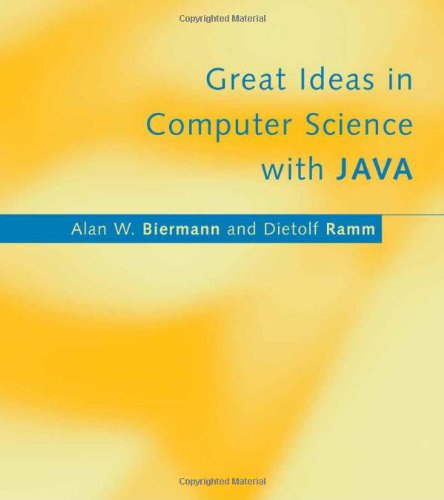 Copyrighted Material
Great Ideas in
Computer Science
with JAVA
Alan W. Biermann and Dietolf Ramm
Copyrighted Material